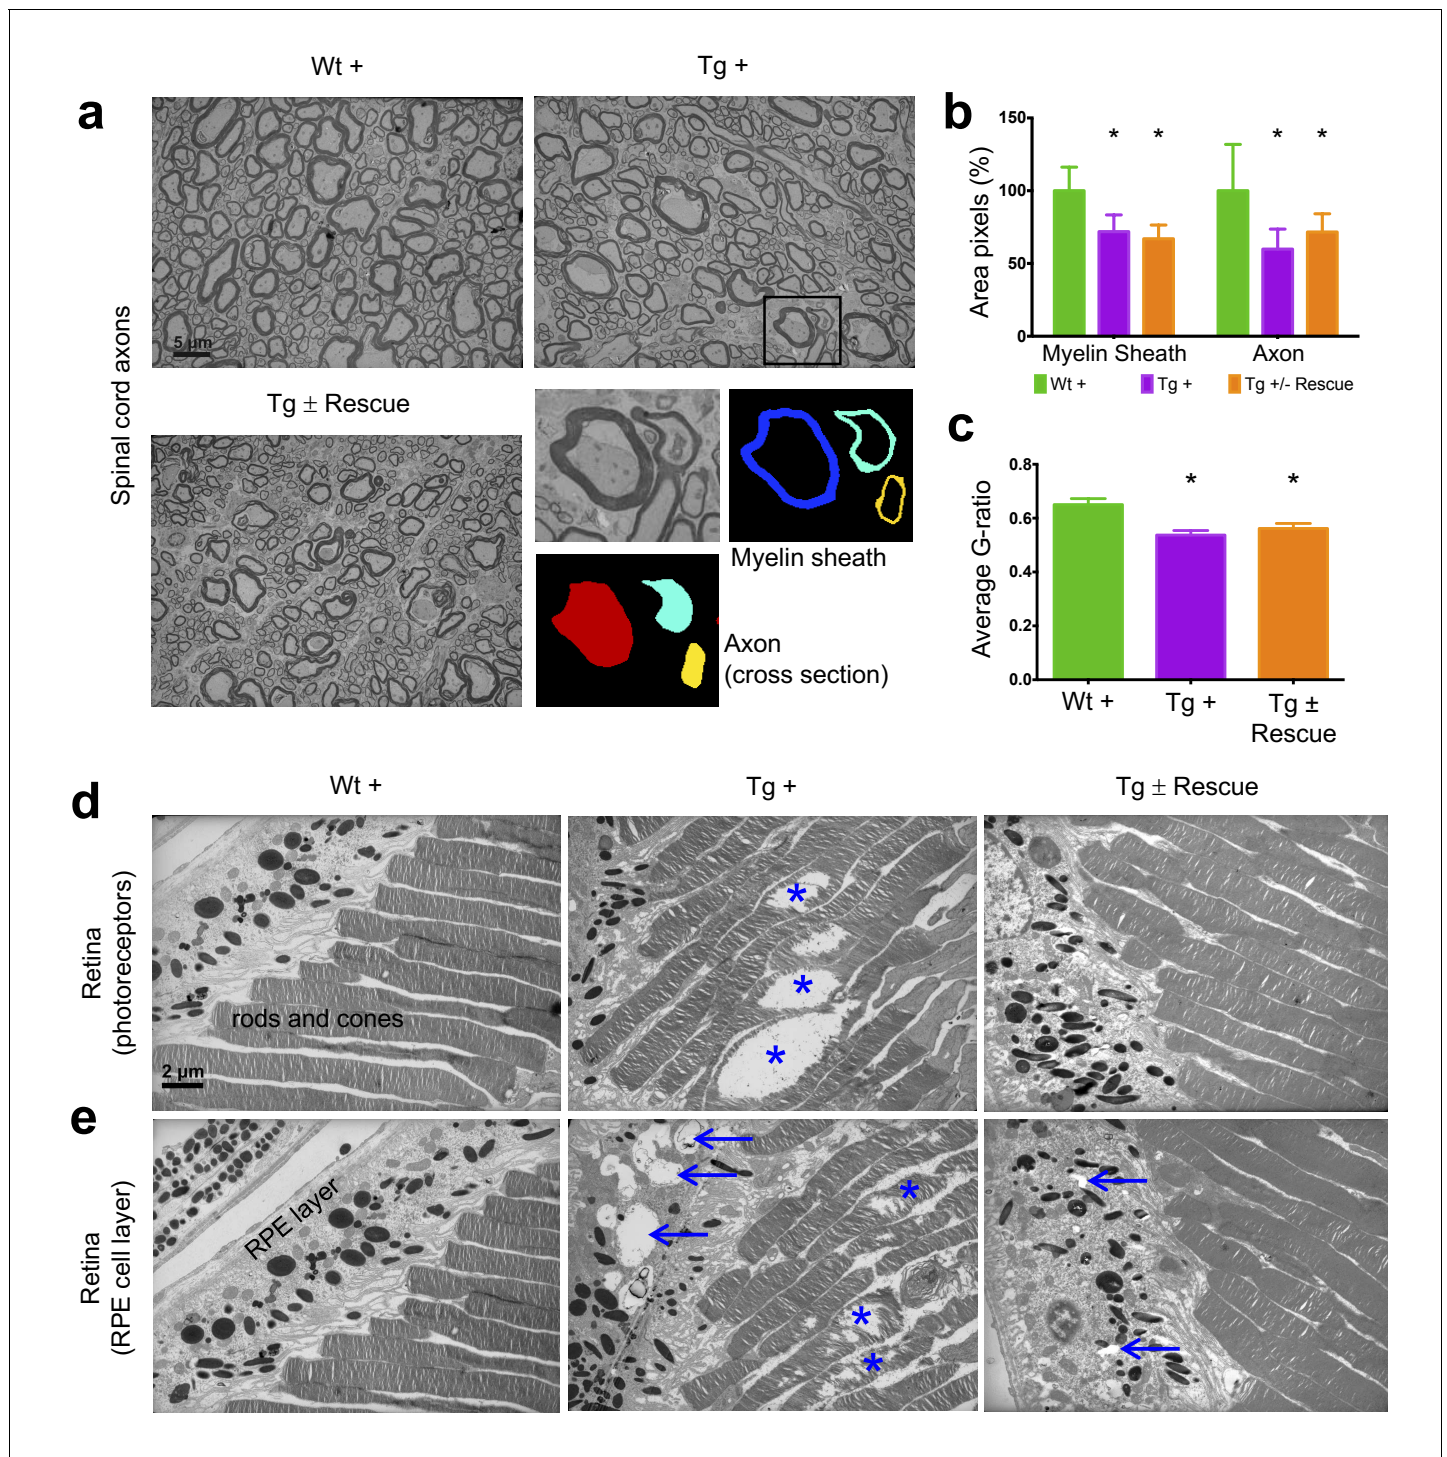 Wt +
Tg +
a
5 µm
Spinal cord axons
Tg ± Rescue
Myelin sheath
Axon
(cross section)
b
Area pixels (%)
150
100
50
0
* * * *
Myelin Sheath
Axon
Wt +
Tg +
Tg +/- Rescue
c
Average G-ratio
0.8
0.6
0.4
0.2
0.0
* *
Wt +
Tg +
Tg ±
Rescue
d
Wt +
Tg +
Tg ± Rescue
Retina
(photoreceptors)
rods and cones
2 µm
* * *
e
Retina
(RPE cell layer)
RPE layer
* * *